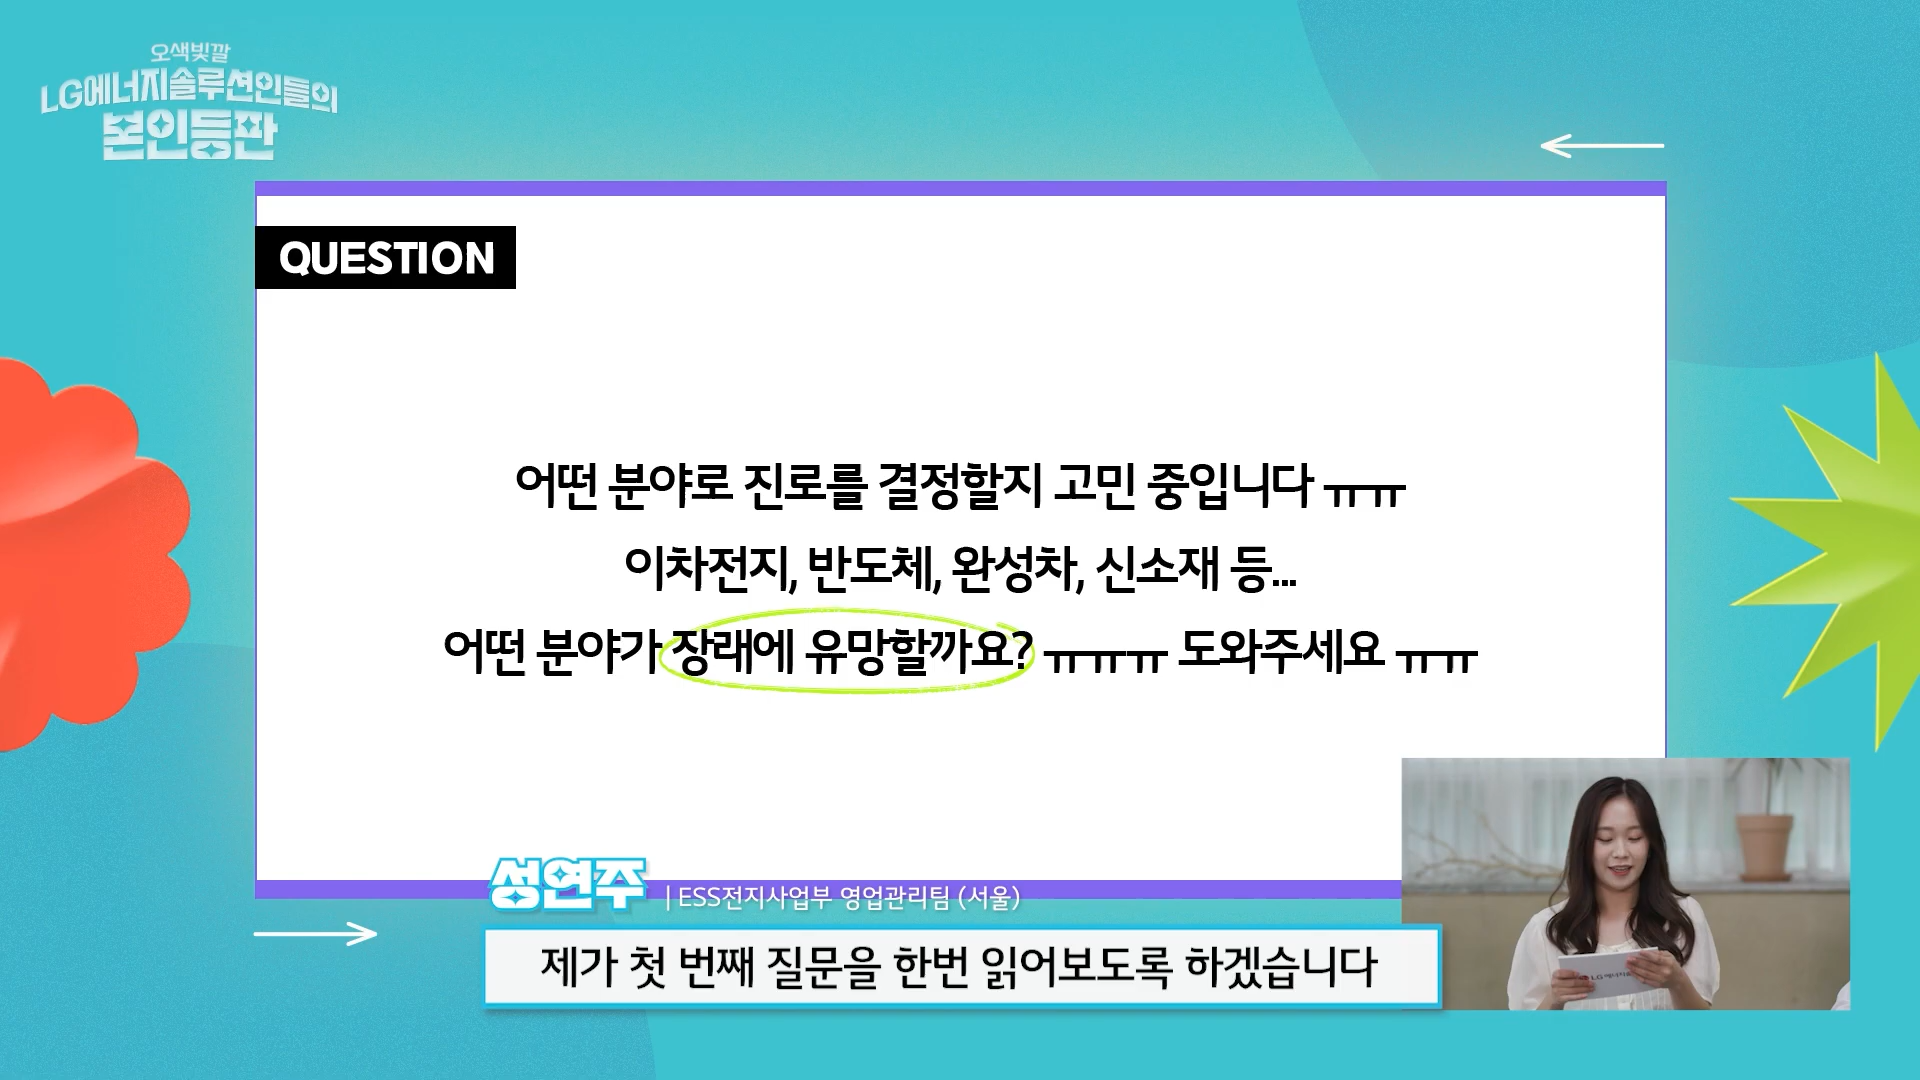 오색빛깔
LG에너지솔루션인들의
본인등판
QUESTION
어떤 분야로 진로를 결정할지 고민 중입니다 ㅠㅠ
이차전지, 반도체, 완성차, 신소재 등...
어떤 분야가 장래에 유망할까요? ㅠㅠㅠ 도와주세요 ㅠㅠ
성연주 | ESS전지사업부 영업관리팀 (서울)
제가 첫 번째 질문을 한번 읽어보도록 하겠습니다